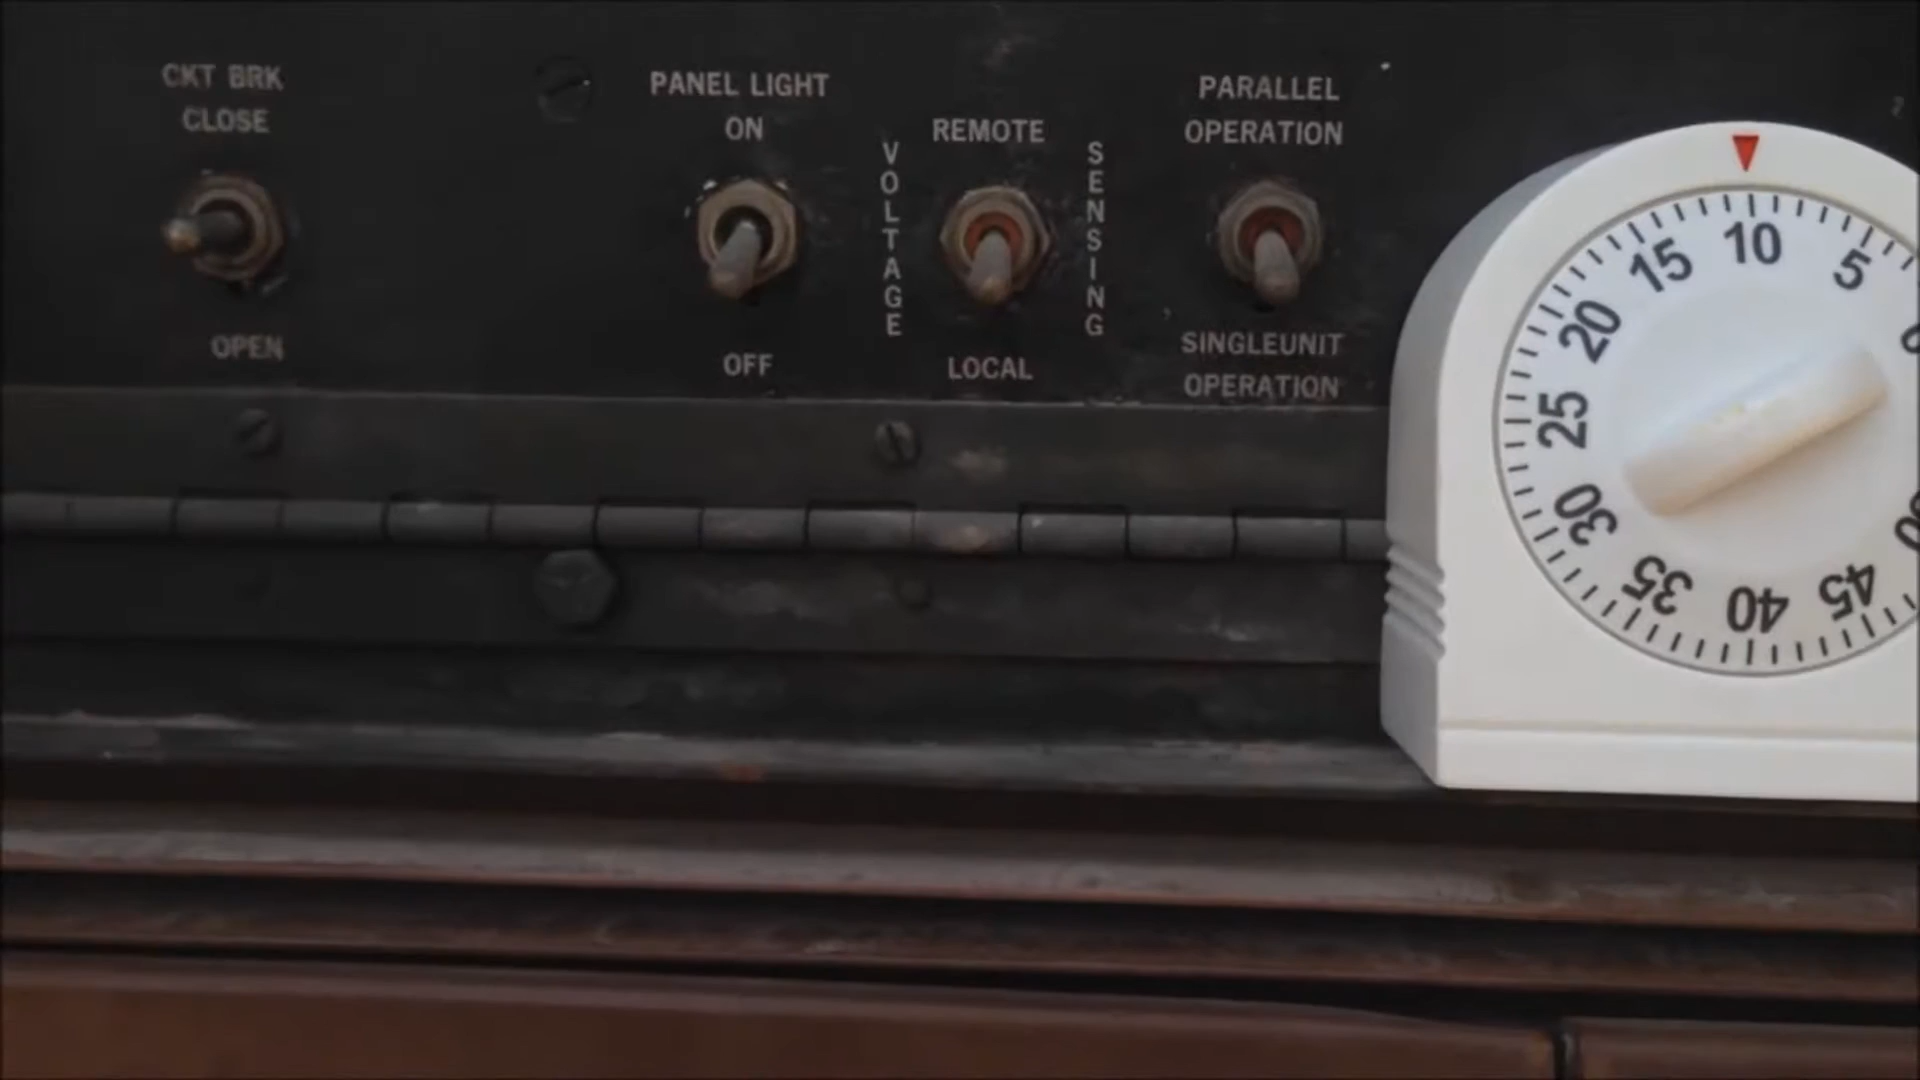 CKT BRK
CLOSE
OPEN
PANEL LIGHT
ON
OFF
VOLTAGE
REMOTE
LOCAL
SENSING
PARALLEL
OPERATION
SINGLEUNIT
OPERATION
5
10
15
20
25
30
35
40
45